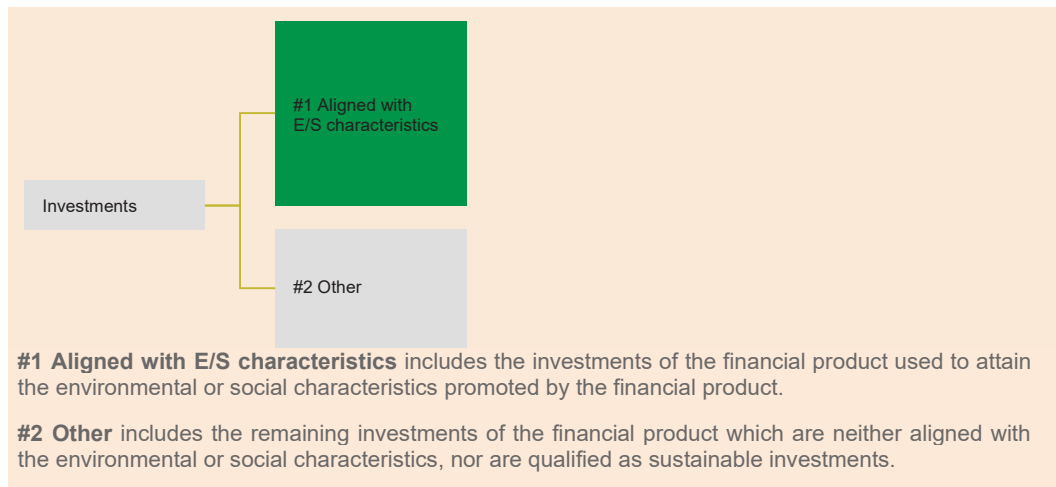 #1 Aligned with
E/S characteristics
Investments
#2 Other
#1 Aligned with E/S characteristics includes the investments of the financial product used to attain
the environmental or social characteristics promoted by the financial product.
#2 Other includes the remaining investments of the financial product which are neither aligned with
the environmental or social characteristics, nor are qualified as sustainable investments.